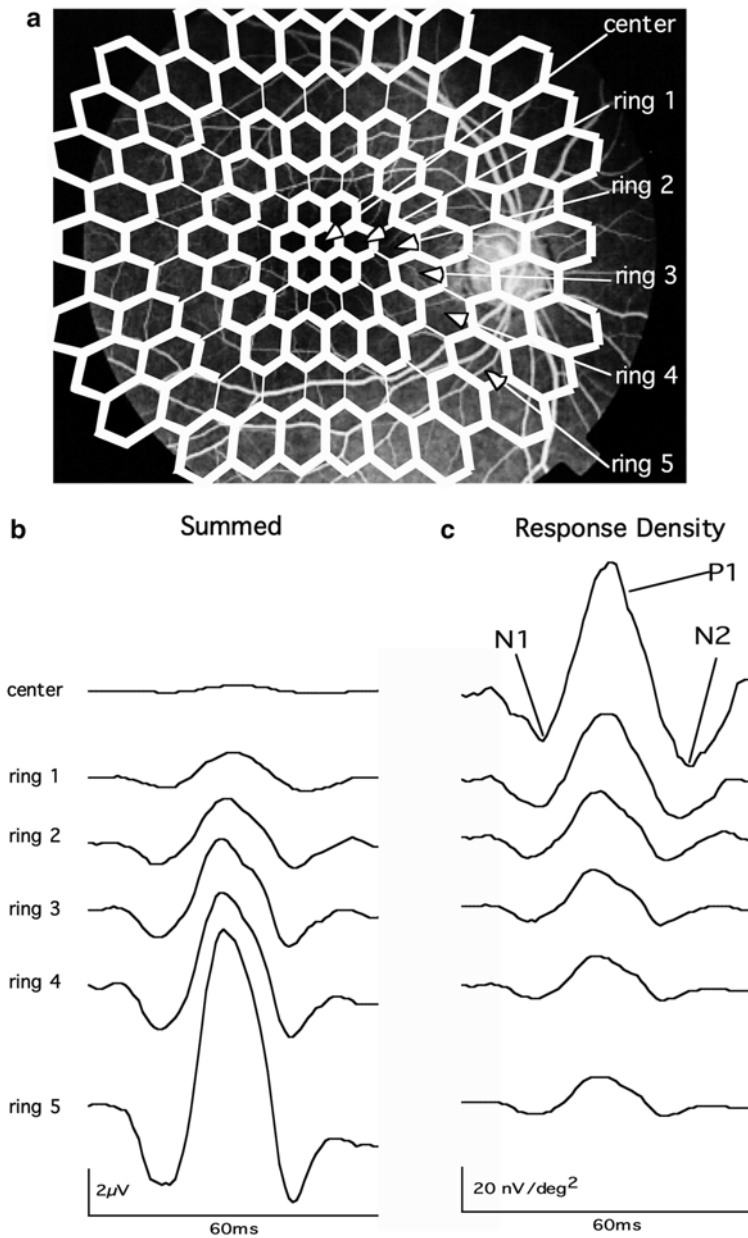 a
center
ring 1
ring 2
ring 3
ring 4
ring 5
b Summed
c Response Density
P1
N1
N2
center
ring 1
ring 2
ring 3
ring 4
ring 5
2µV
60ms
20 nV/deg²
60ms